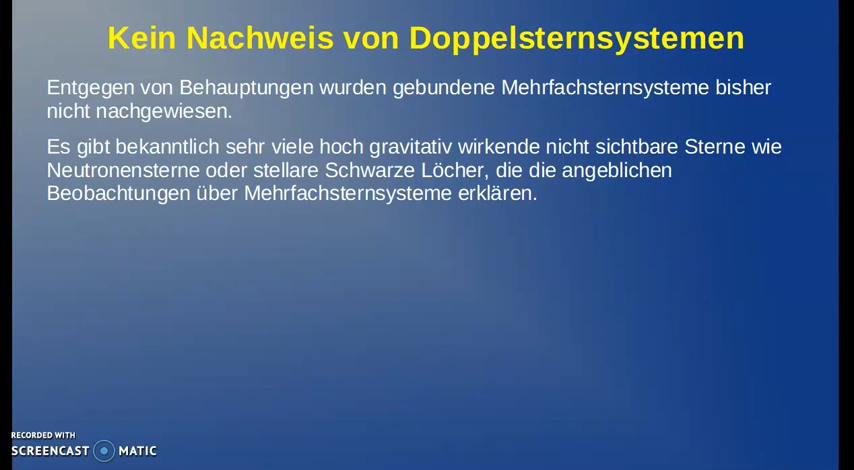 Kein Nachweis von Doppelsternsystemen
Entgegen von Behauptungen wurden gebundene Mehrfachsternsysteme bisher
nicht nachgewiesen.
Es gibt bekanntlich sehr viele hoch gravitativ wirkende nicht sichtbare Sterne wie
Neutronensterne oder stellare Schwarze Löcher, die die angeblichen
Beobachtungen über Mehrfachsternsysteme erklären.
RECORDED WITH
SCREENCAST MATIC